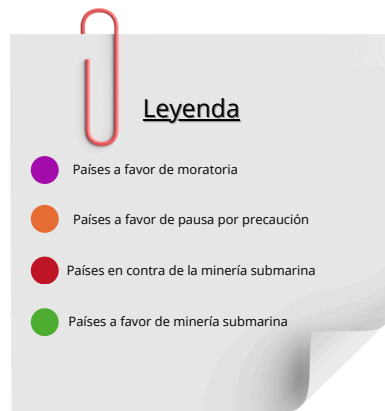 Leyenda
Países a favor de moratoria
Países a favor de pausa por precaución
Países en contra de la minería submarina
Países a favor de minería submarina